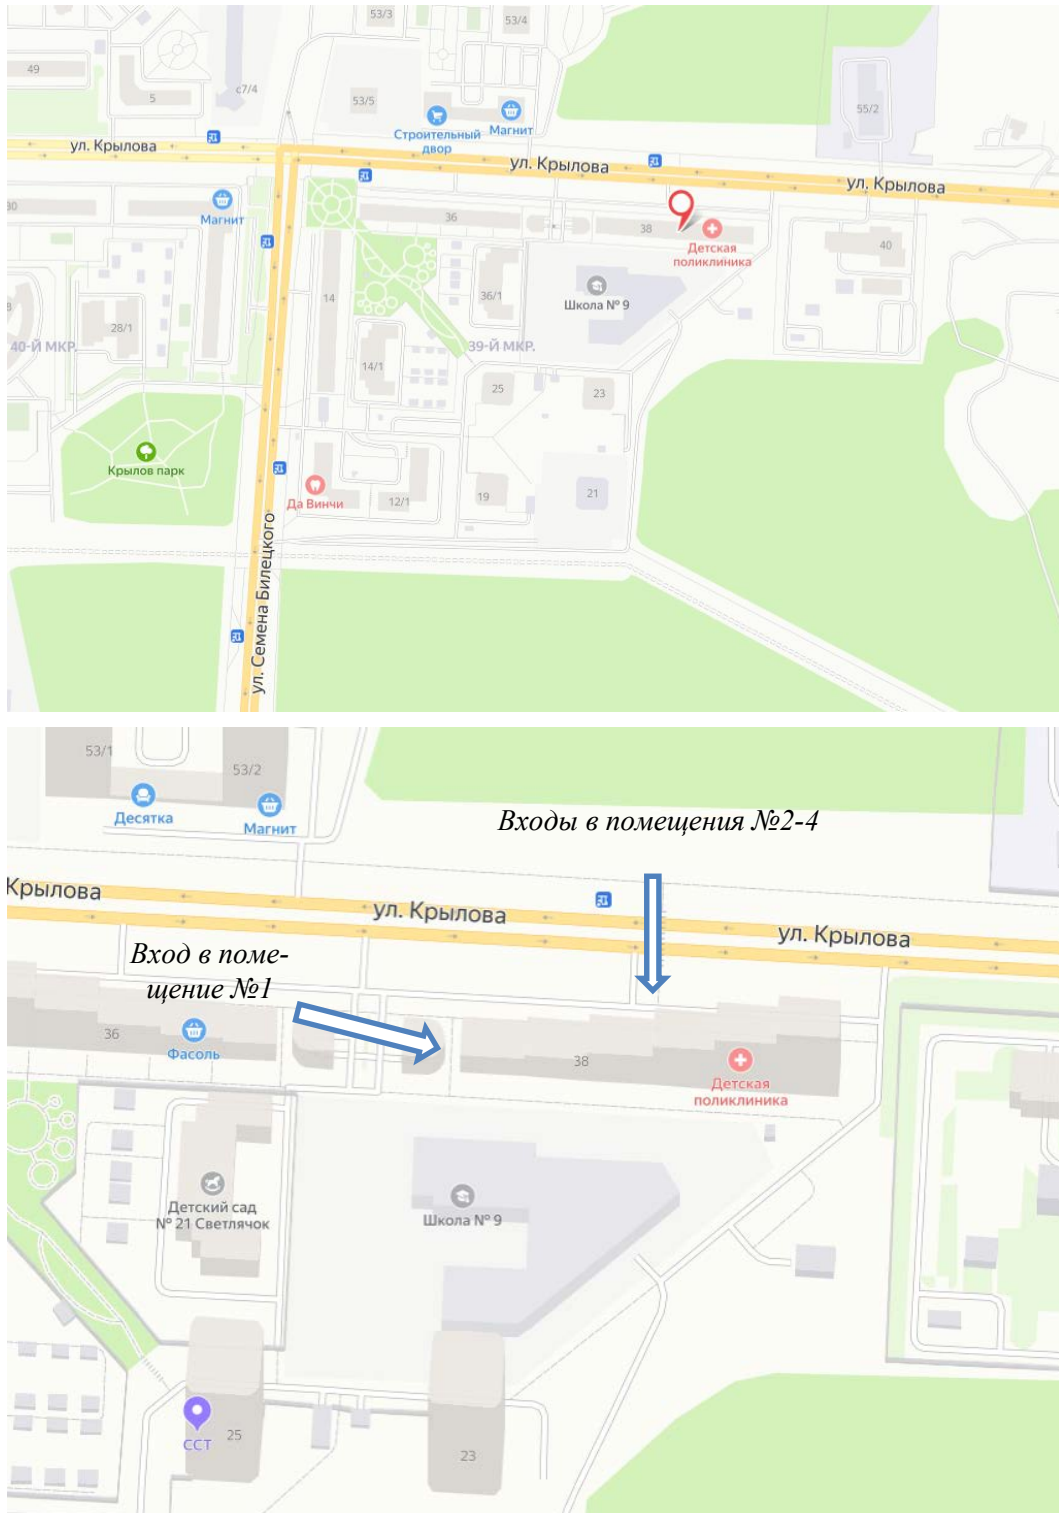 53/3
53/4
49
5
с7/4
53/5
55/2
Строительный
двор
Магнит
ул. Крылова
ул. Крылова
ул. Крылова
Магнит
36
38
Детская
поликлиника
40
14
36/1
Школа № 9
28/1
40-Й МКР.
39-Й МКР.
14/1
25
23
Крылов парк
Да Винчи
12/1
19
21
ул. Семена Билецкого
53/1
53/2
Десятка
Магнит
Входы в помещения №2-4
Крылова
ул. Крылова
ул. Крылова
Вход в поме-
щение №1
36
Фасоль
38
Детская
поликлиника
Детский сад
№ 21 Светлячок
Школа № 9
ССТ
25
23